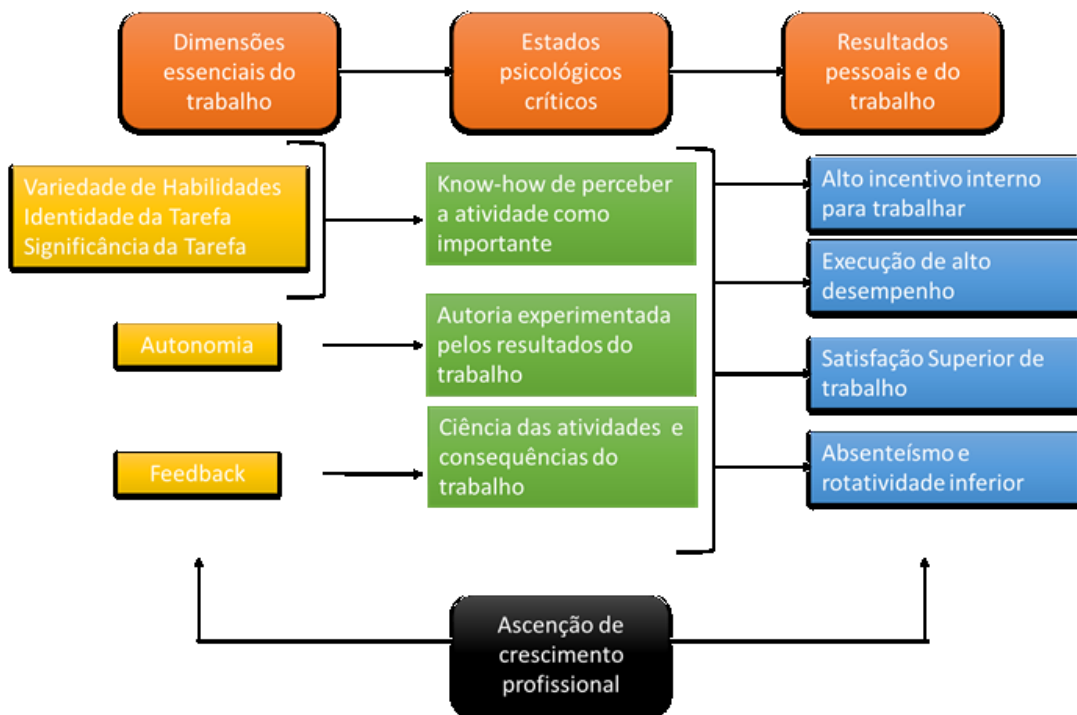 Dimensões
essenciais do
trabalho
Estados
psicológicos
críticos
Resultados
pessoais e do
trabalho
Variedade de Habilidades
Identidade da Tarefa
Significância da Tarefa
Know-how de perceber
a atividade como
importante
Alto incentivo interno
para trabalhar
Execução de alto
desempenho
Autonomia
Autoria experimentada
pelos resultados do
trabalho
Satisfação Superior de
trabalho
Feedback
Ciência das atividades e
consequências do
trabalho
Absenteísmo e
rotatividade inferior
Ascenção de
crescimento
profissional